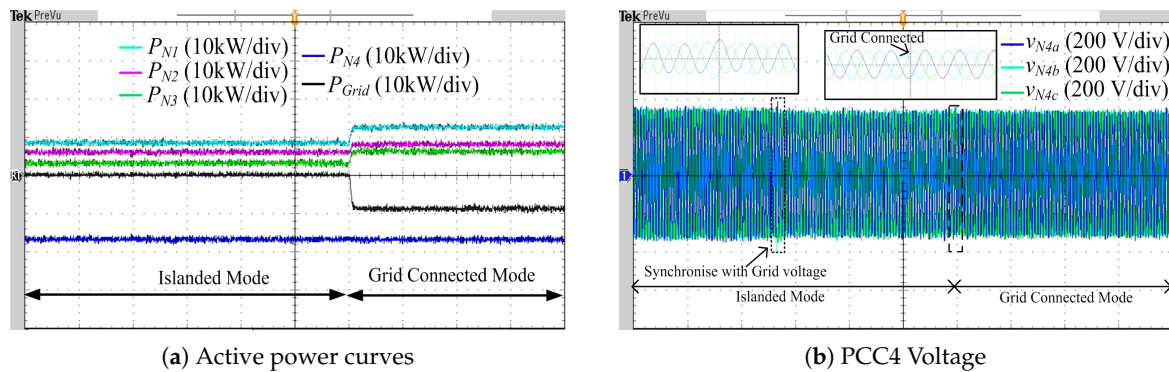 Tek PreVu
P_N1 (10kW/div)
P_N2 (10kW/div)
P_N3 (10kW/div)
P_N4 (10kW/div)
P_Grid (10kW/div)
Islanded Mode
Grid Connected Mode
(a) Active power curves
Tek PreVu
Grid Connected
v_N4a (200 V/div)
v_N4b (200 V/div)
v_N4c (200 V/div)
1
Synchronise with Grid voltage
Islanded Mode
Grid Connected Mode
(b) PCC4 Voltage